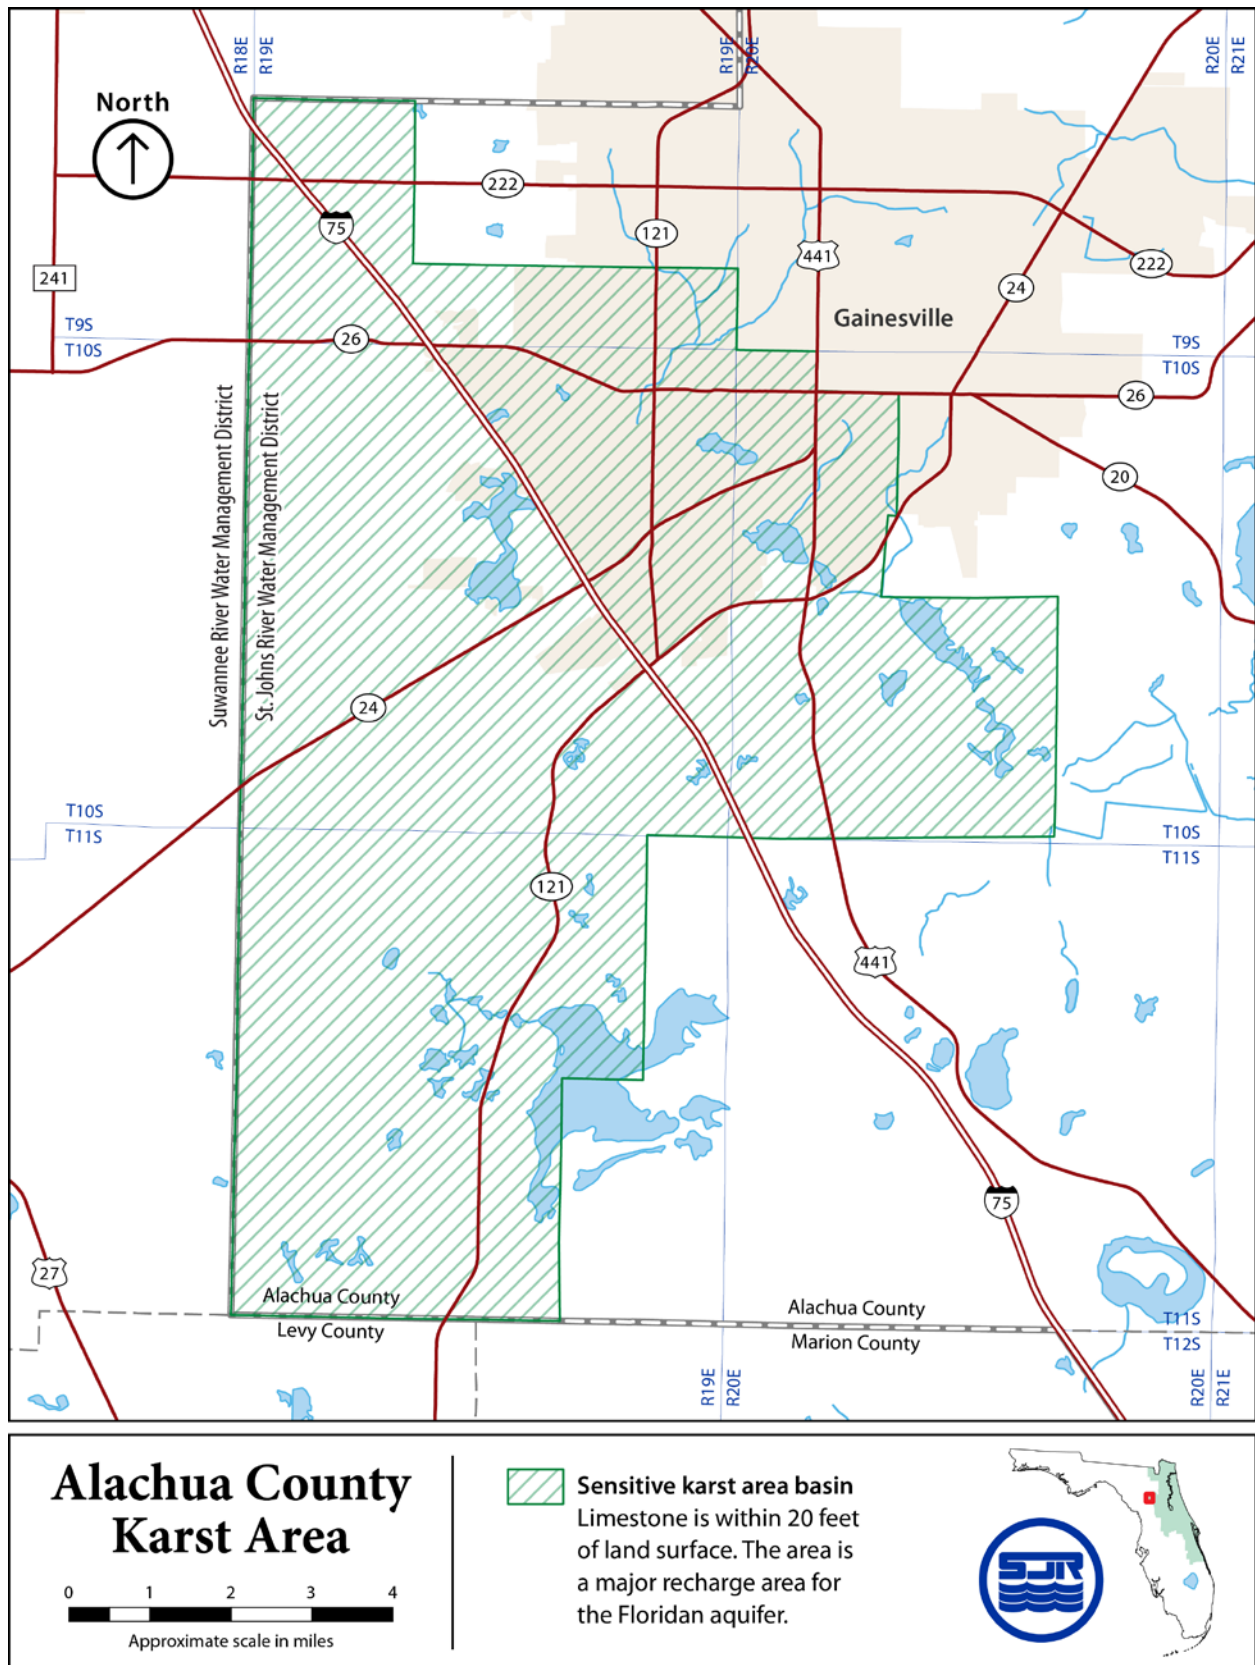 R18E
R19E
R19E
R20E
R20E
R21E
North
222
75
121
441
241
24
222
Gainesville
T9S
T10S
26
T9S
T10S
26
20
Suwannee River Water Management District
St. Johns River Water Management District
24
T10S
T11S
T10S
T11S
121
441
75
27
Alachua County
Levy County
Alachua County
Marion County
T11S
T12S
R19E
R20E
R20E
R21E
Alachua County
Karst Area
0 1 2 3 4
Approximate scale in miles
Sensitive karst area basin
Limestone is within 20 feet
of land surface. The area is
a major recharge area for
the Floridan aquifer.
SJR